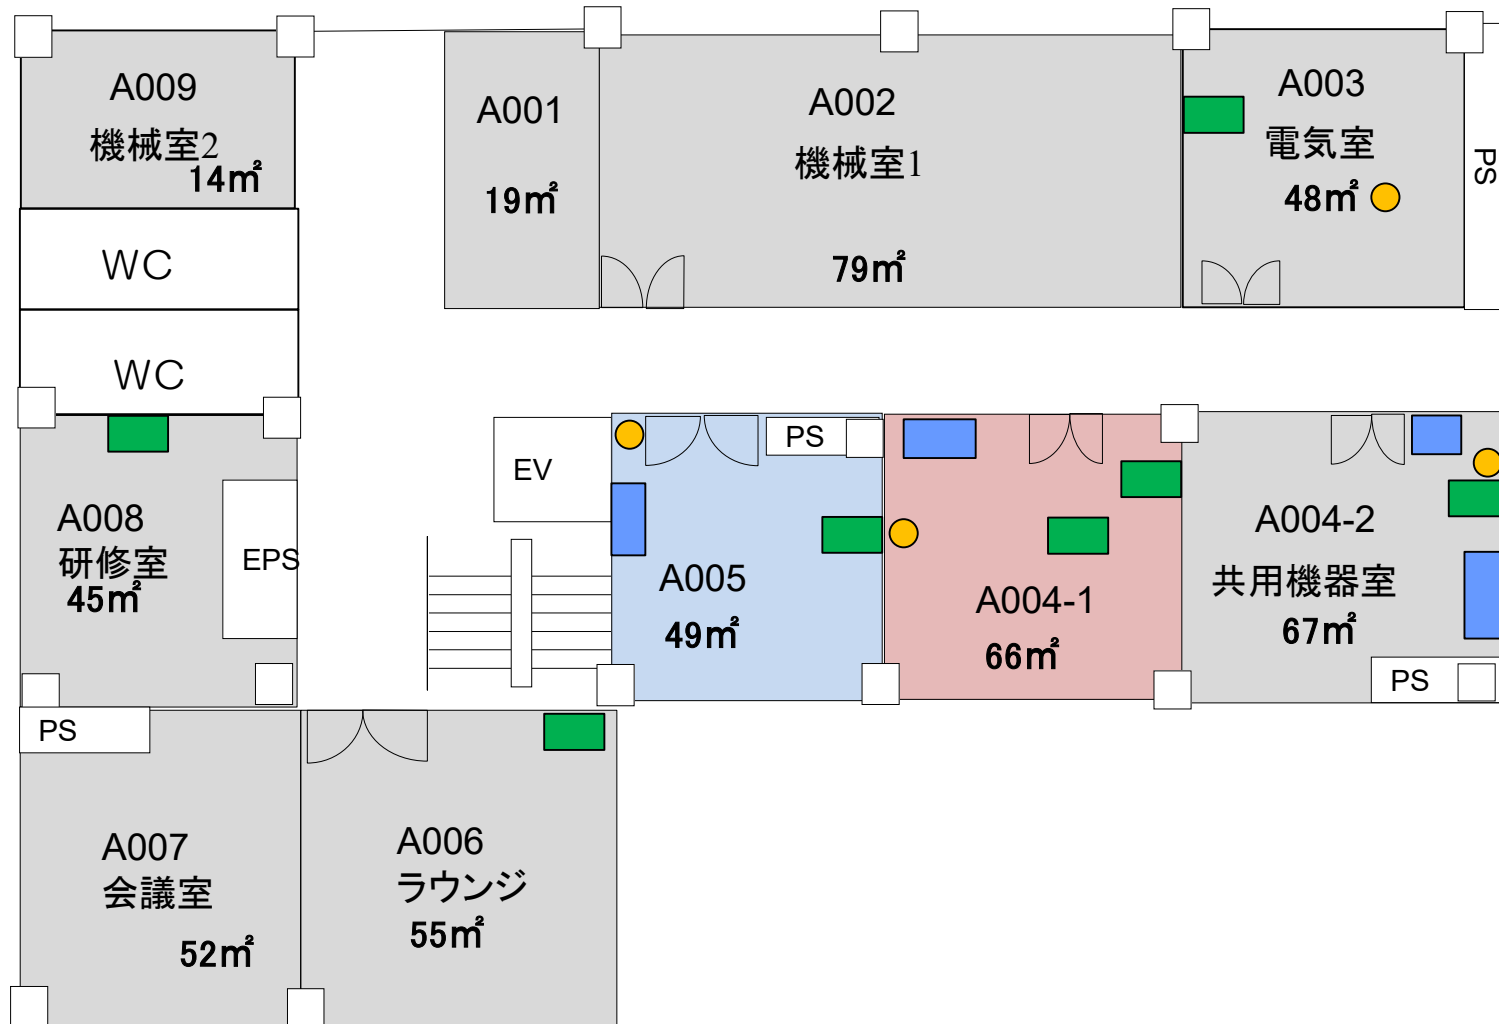 A009
機械室2
14㎡
WC
WC
A001
19㎡
A002
機械室1
79㎡
A003
電気室
48㎡
PS
A008
研修室
45㎡
EPS
EV
PS
A005
49㎡
A004-1
66㎡
A004-2
共用機器室
67㎡
PS
PS
A007
会議室
52㎡
A006
ラウンジ
55㎡